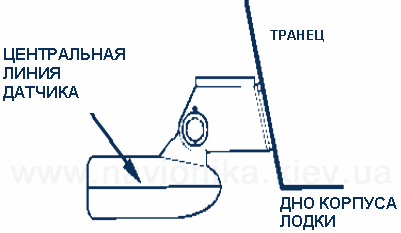 ЦЕНТРАЛЬНАЯ
ЛИНИЯ
ДАТЧИКА
ТРАНЕЦ
www.navionika.kiev.ua
ДНО КОРПУСА
ЛОДКИ